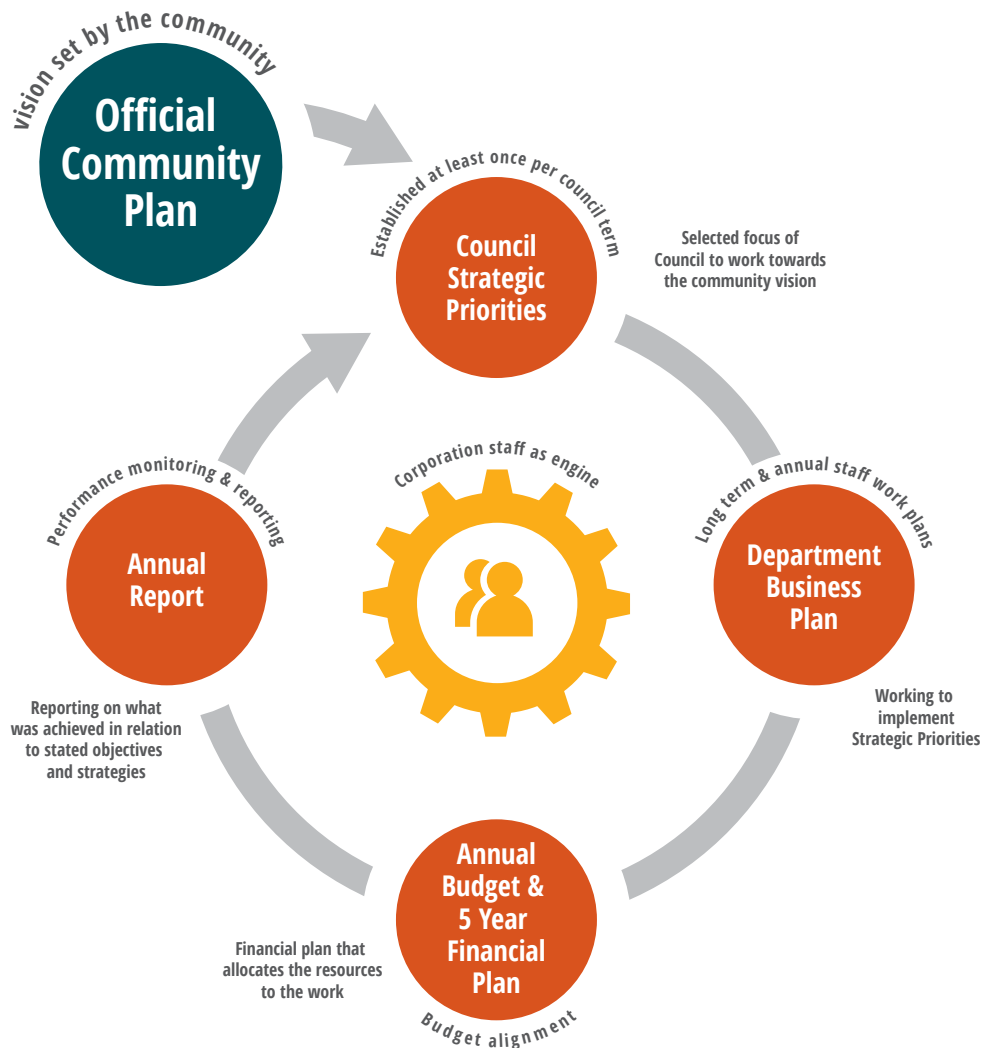 vision set by the community
Official
Community
Plan
Established at least once per council term
Council
Strategic
Priorities
Selected focus of
Council to work towards
the community vision
Long term & annual staff work plans
Department
Business
Plan
Working to
implement
Strategic Priorities
Annual
Budget &
5 Year
Financial
Plan
Budget alignment
Financial plan that
allocates the resources
to the work
Performance monitoring & reporting
Annual
Report
Reporting on what
was achieved in relation
to stated objectives
and strategies
Corporation staff as engine